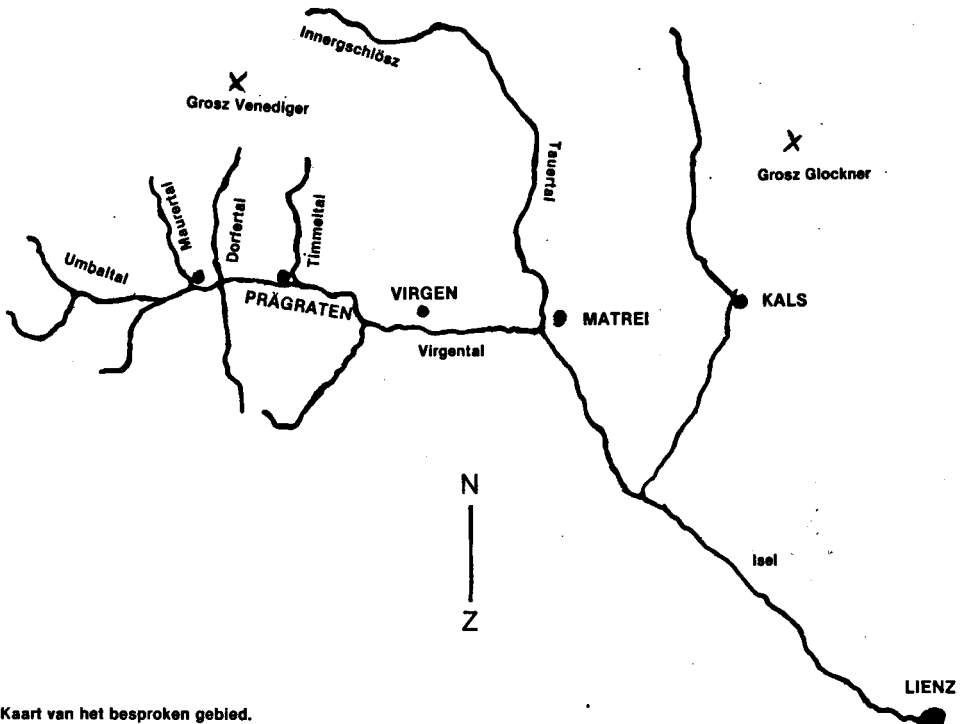 Innergschlösz
Grosz Venediger
Tauertal
Grosz Glockner
Maurertal
Dorfertal
Timmeltal
Umbaltal
PRÄGRATEN
VIRGEN
MATREI
KALS
Virgental
N
Z
Isel
LIENZ
Kaart van het besproken gebied.